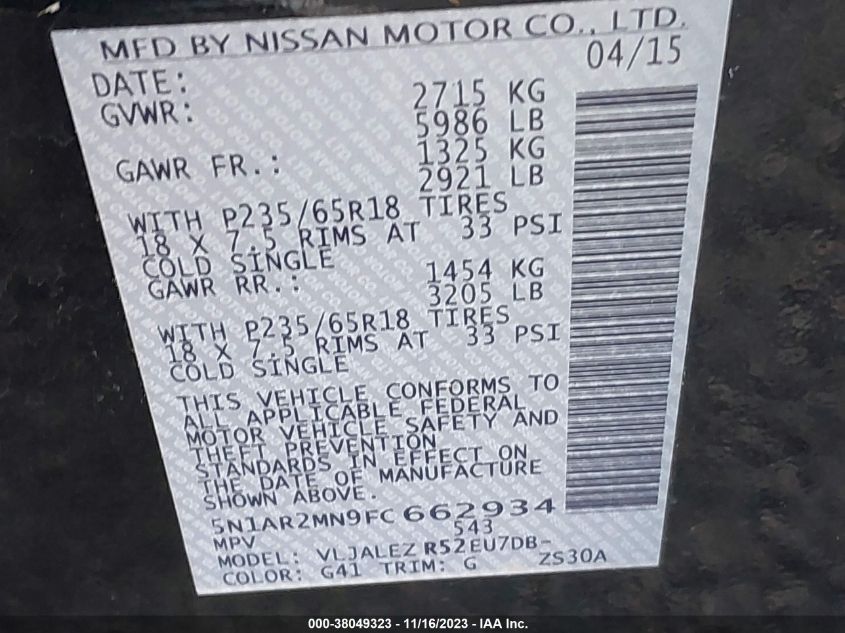 MFD BY NISSAN MOTOR CO., LTD.
DATE: 04/15
GVWR: 2715 KG
5986 LB
GAWR FR.: 1325 KG
2921 LB
WITH P235/65R18 TIRES
18 X 7.5 RIMS AT 33 PSI
COLD SINGLE
GAWR RR.: 1454 KG
3205 LB
WITH P235/65R18 TIRES
18 X 7.5 RIMS AT 33 PSI
COLD SINGLE
THIS VEHICLE CONFORMS TO
ALL APPLICABLE FEDERAL
MOTOR VEHICLE SAFETY AND
THEFT PREVENTION
STANDARDS IN EFFECT ON
THE DATE OF MANUFACTURE
SHOWN ABOVE.
5N1AR2MN9FC 662934
MPV 543
MODEL: VLJALEZ R52EU7DB-
COLOR: G41 TRIM: G ZS30A
000-38049323 - 11/16/2023 - IAA Inc.